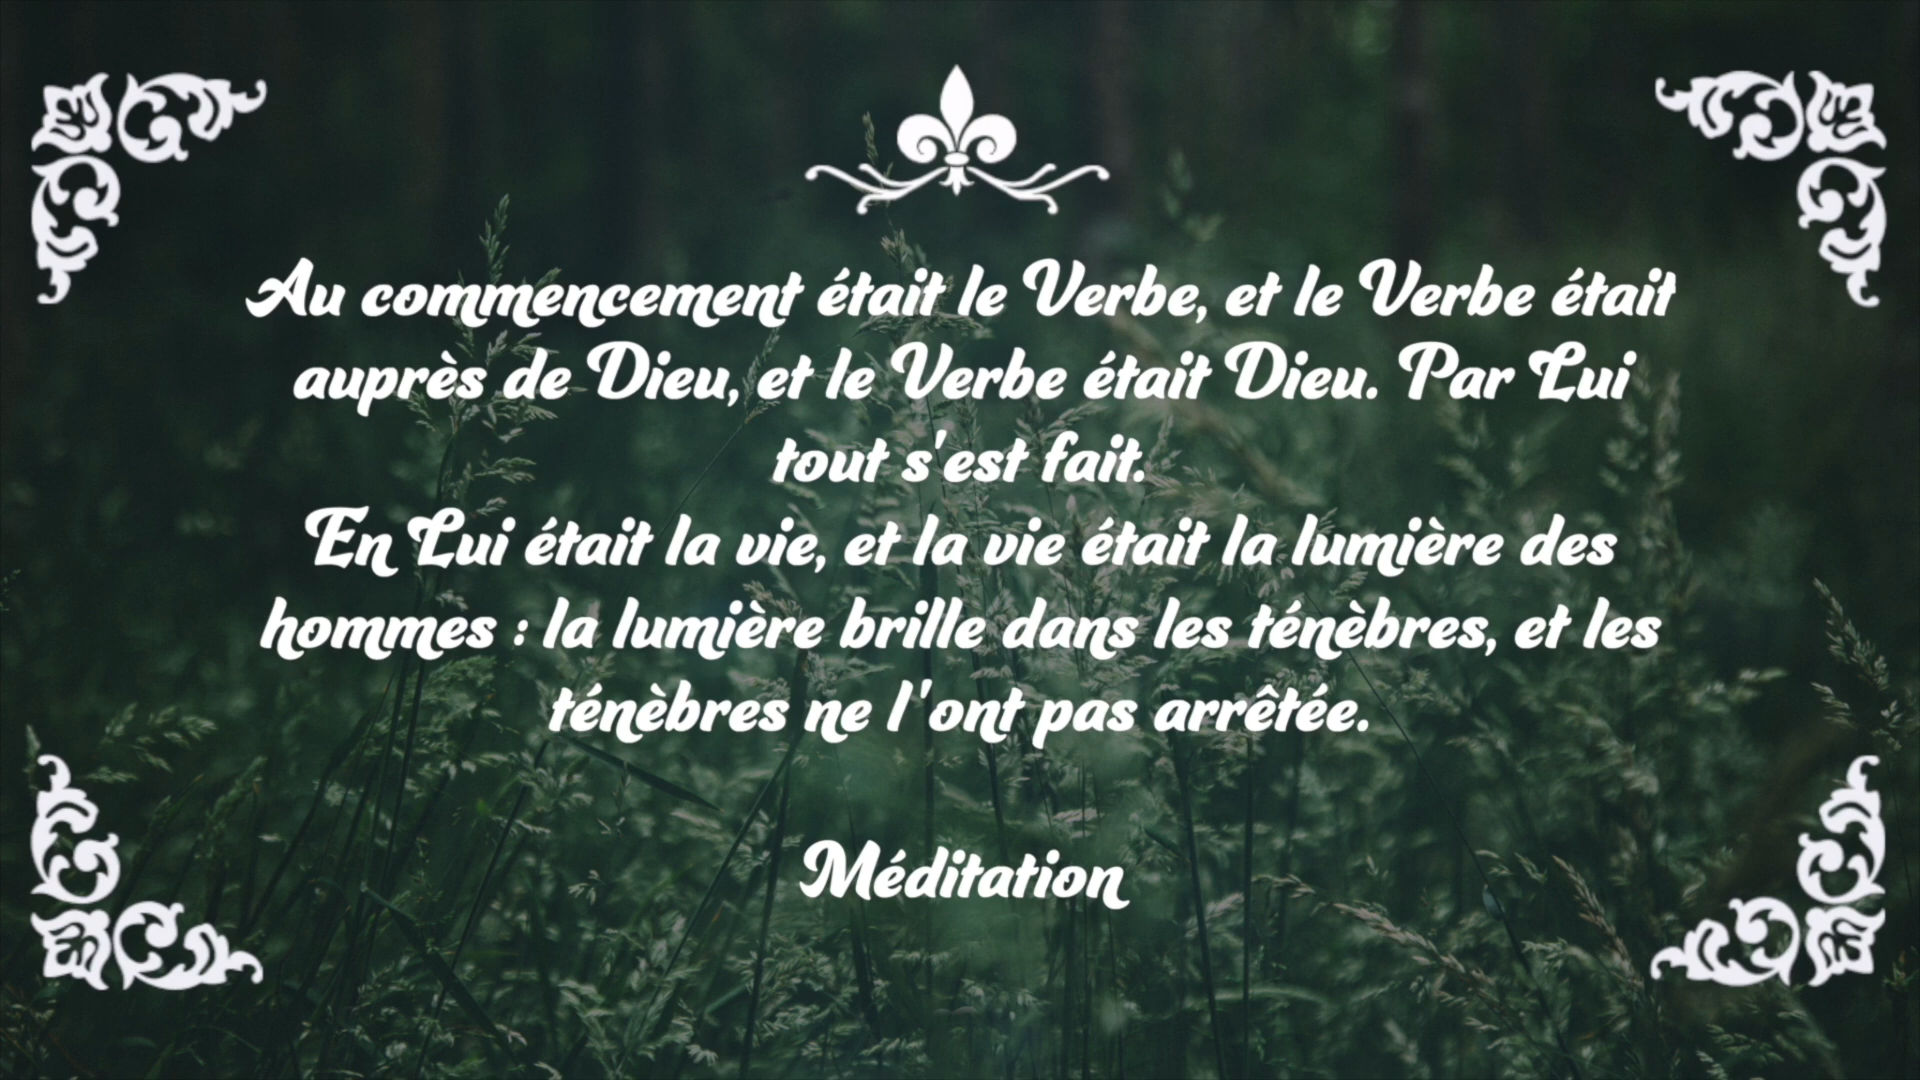 Au commencement était le Verbe, et le Verbe était
auprès de Dieu, et le Verbe était Dieu. Par Lui
tout s'est fait.
En Lui était la vie, et la vie était la lumière des
hommes : la lumière brille dans les ténèbres, et les
ténèbres ne l'ont pas arrêtée.
Méditation